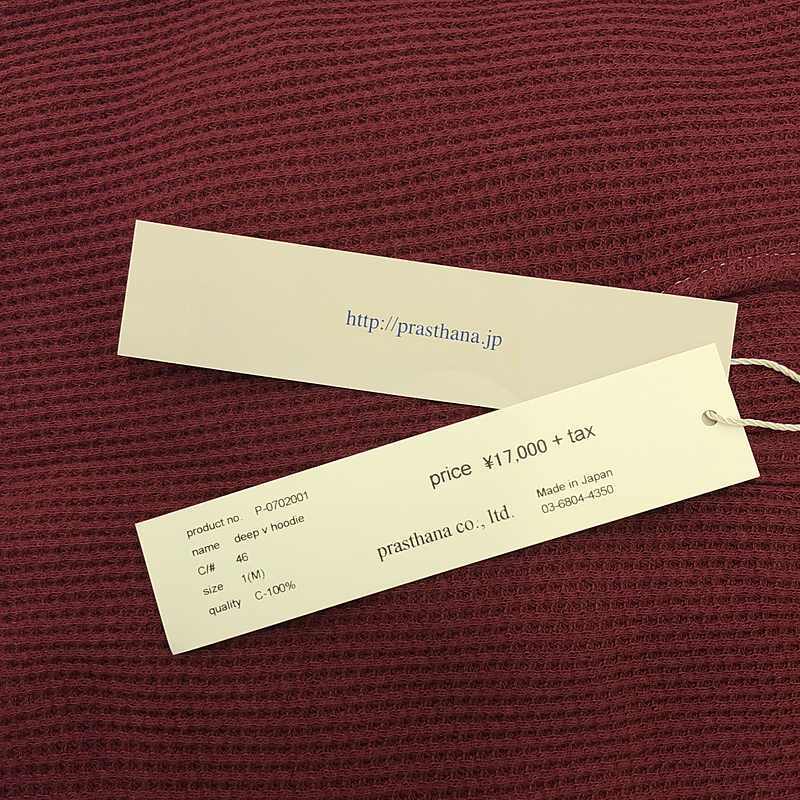 http://prasthana.jp
price ¥17,000 + tax
product no. P-0702001
name deep v hoodie
C/# 46
size 1(M)
quality C-100%
prasthana co., ltd.
Made in Japan
03-6804-4350